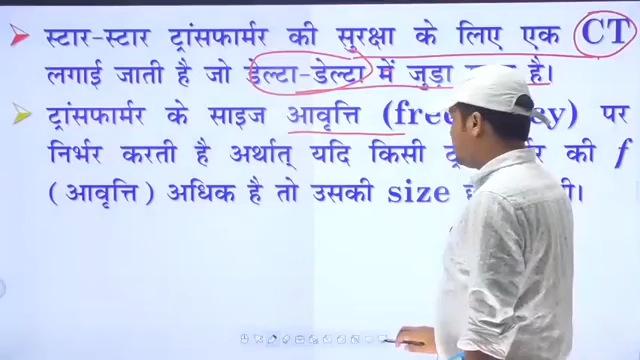 स्टार-स्टार ट्रांसफार्मर की सुरक्षा के लिए एक CT
लगाई जाती है जो डेल्टा-डेल्टा में जुड़ा है।
ट्रांसफार्मर के साइज आवृत्ति पर
निर्भर करती है अर्थात् यदि किसी की f
(आवृत्ति) अधिक है तो उसकी size